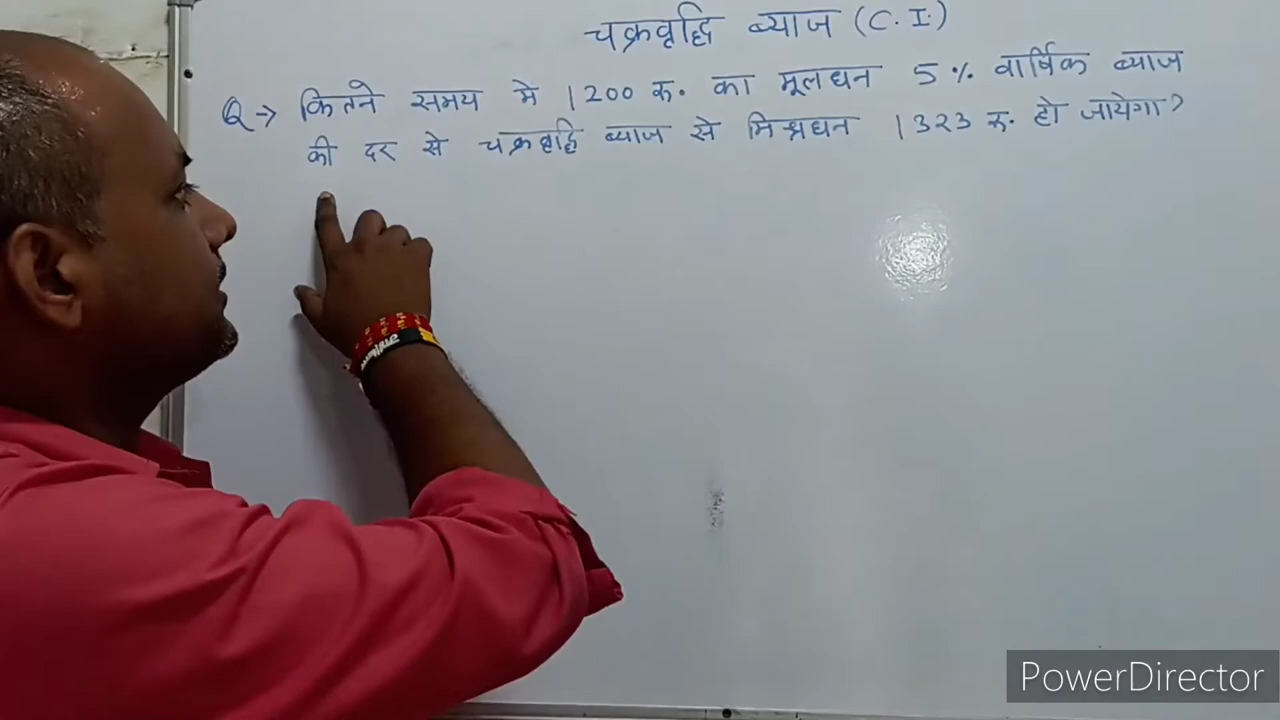 चक्रवृद्धि ब्याज (C.I.)
Q→ कितने समय मे 1200 रु. का मूलधन 5% वार्षिक ब्याज
की दर से चक्रवृद्धि ब्याज से मिश्रधन 1323 रु. हो जायेगा?
PowerDirector